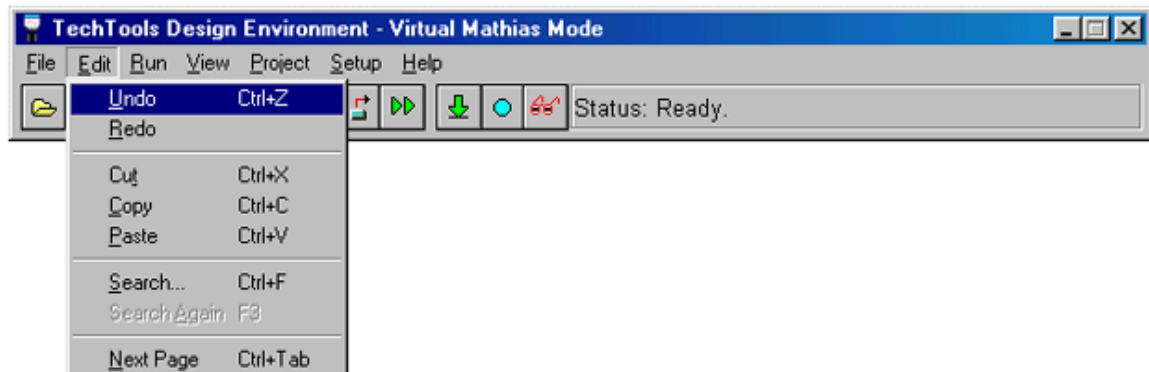 TechTools Design Environment - Virtual Mathias Mode
File Edit Run View Project Setup Help
Status: Ready.
Undo Ctrl+Z
Redo
Cut Ctrl+X
Copy Ctrl+C
Paste Ctrl+V
Search... Ctrl+F
Search Again F3
Next Page Ctrl+Tab